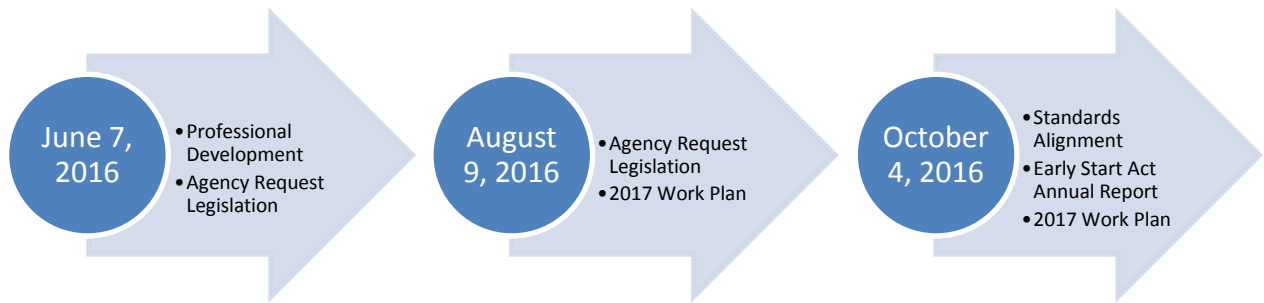 June 7,
2016
•Professional
Development
•Agency Request
Legislation
August
9, 2016
•Agency Request
Legislation
•2017 Work Plan
October
4, 2016
•Standards
Alignment
•Early Start Act
Annual Report
•2017 Work Plan